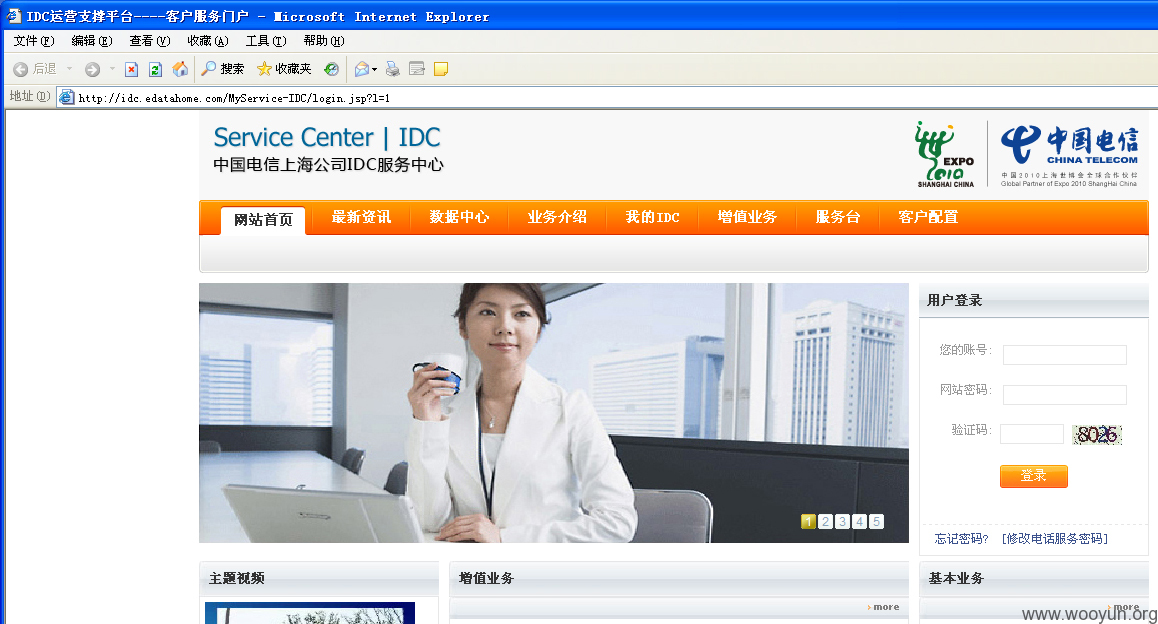 IDC运营支撑平台----客户服务门户 - Microsoft Internet Explorer
文件(F) 编辑(E) 查看(V) 收藏(A) 工具(T) 帮助(H)
后退 搜索 收藏夹
地址(D) http://idc.edatahome.com/MyService-IDC/login.jsp?l=1
Service Center | IDC
中国电信上海公司IDC服务中心
EXPO
2010
SHANGHAI CHINA
中国电信
CHINA TELECOM
中国2010上海世博会全球合作伙伴
Global Partner of Expo 2010 ShangHai China
网站首页 最新资讯 数据中心 业务介绍 我的IDC 增值业务 服务台 客户配置
用户登录
您的账号:
网站密码:
验证码: 8026
登录
1 2 3 4 5
忘记密码? [修改电话服务密码]
主题视频 增值业务 基本业务
more more
www.wooyun.org